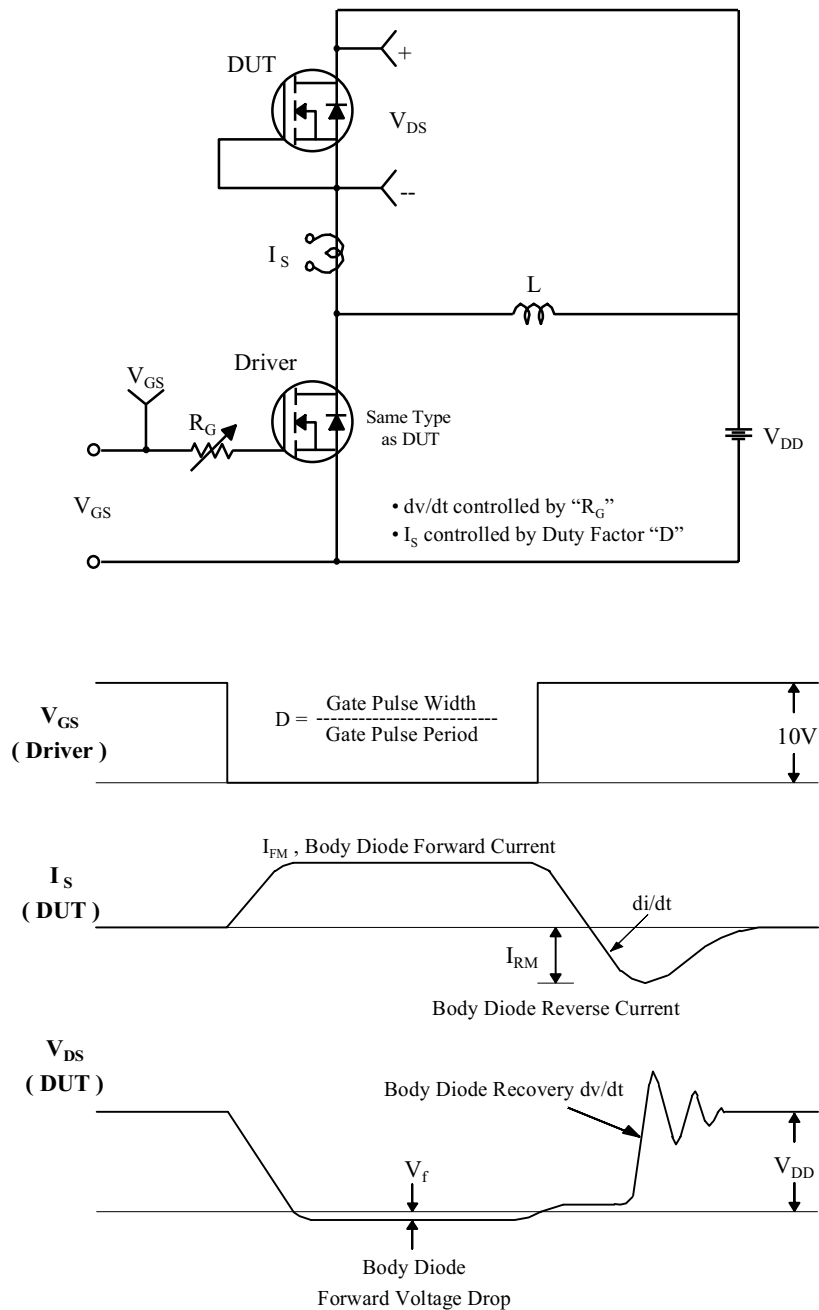 DUT
+
V_DS
--
I_S
L
Driver
V_GS
R_G
Same Type
as DUT
V_DD
V_GS
• dv/dt controlled by “R_G”
• I_S controlled by Duty Factor “D”
V_GS
( Driver )
D = Gate Pulse Width
--------------------------
Gate Pulse Period
10V
I_FM , Body Diode Forward Current
I_S
( DUT )
di/dt
I_RM
Body Diode Reverse Current
V_DS
( DUT )
Body Diode Recovery dv/dt
V_f
V_DD
Body Diode
Forward Voltage Drop